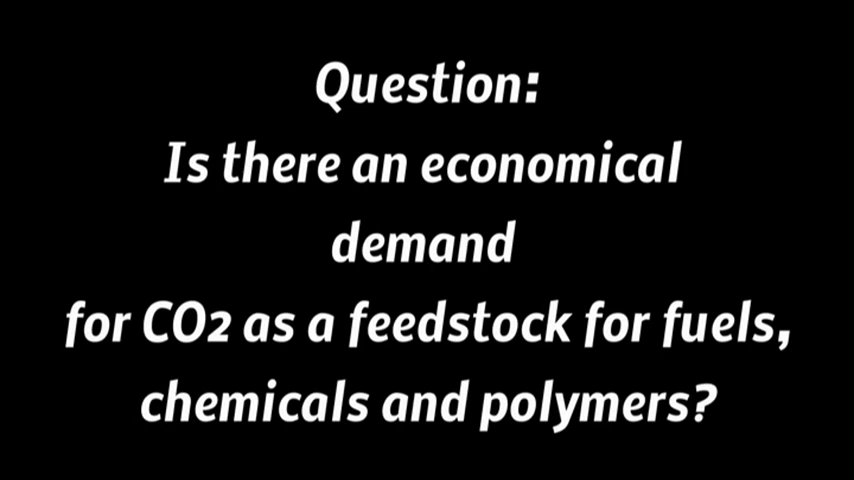 Question:
Is there an economical
demand
for CO2 as a feedstock for fuels,
chemicals and polymers?